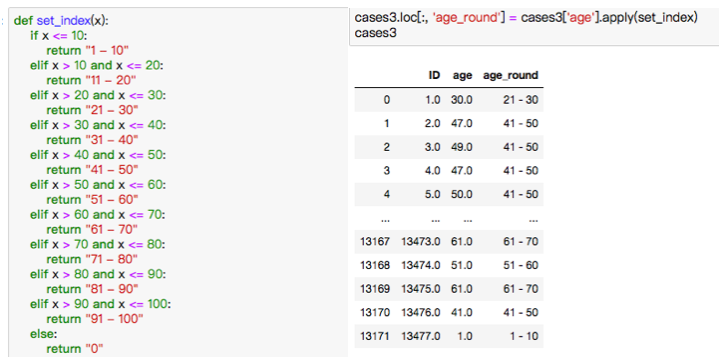 def set_index(x):
if x <= 10:
return "1 – 10"
elif x > 10 and x <= 20:
return "11 – 20"
elif x > 20 and x <= 30:
return "21 – 30"
elif x > 30 and x <= 40:
return "31 – 40"
elif x > 40 and x <= 50:
return "41 – 50"
elif x > 50 and x <= 60:
return "51 – 60"
elif x > 60 and x <= 70:
return "61 – 70"
elif x > 70 and x <= 80:
return "71 – 80"
elif x > 80 and x <= 90:
return "81 – 90"
elif x > 90 and x <= 100:
return "91 – 100"
else:
return "0"
cases3.loc[:, 'age_round'] = cases3['age'].apply(set_index)
cases3
ID age age_round
0 1.0 30.0 21 - 30
1 2.0 47.0 41 - 50
2 3.0 49.0 41 - 50
3 4.0 47.0 41 - 50
4 5.0 50.0 41 - 50
... ... ... ...
13167 13473.0 61.0 61 - 70
13168 13474.0 51.0 51 - 60
13169 13475.0 61.0 61 - 70
13170 13476.0 41.0 41 - 50
13171 13477.0 1.0 1 - 10